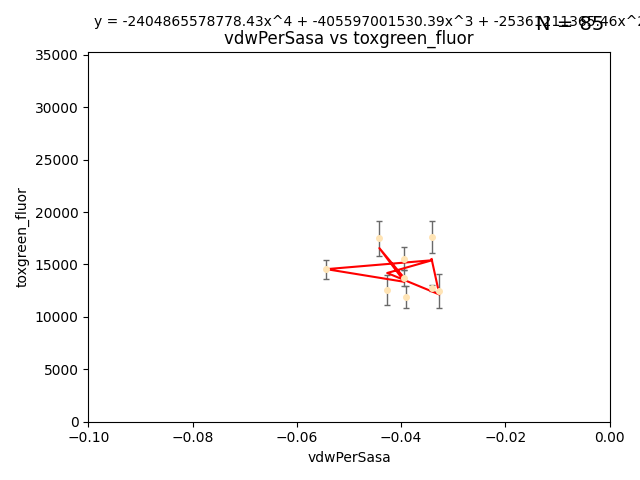 y = -2404865578778.43x^4 + -405597001530.39x^3 +
N = 85
vdwPerSasa vs toxgreen_fluor
35000
30000
25000
20000
15000
10000
5000
0
toxgreen_fluor
−0.10
−0.08
−0.06
−0.04
−0.02
0.00
vdwPerSasa